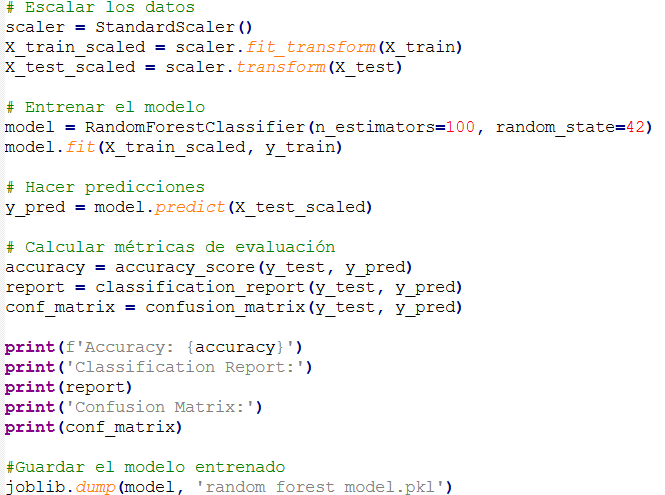 # Escalar los datos
scaler = StandardScaler()
X_train_scaled = scaler.fit_transform(X_train)
X_test_scaled = scaler.transform(X_test)

# Entrenar el modelo
model = RandomForestClassifier(n_estimators=100, random_state=42)
model.fit(X_train_scaled, y_train)

# Hacer predicciones
y_pred = model.predict(X_test_scaled)

# Calcular métricas de evaluación
accuracy = accuracy_score(y_test, y_pred)
report = classification_report(y_test, y_pred)
conf_matrix = confusion_matrix(y_test, y_pred)

print(f'Accuracy: {accuracy}')
print('Classification Report:')
print(report)
print('Confusion Matrix:')
print(conf_matrix)

#Guardar el modelo entrenado
joblib.dump(model, 'random forest model.pkl')